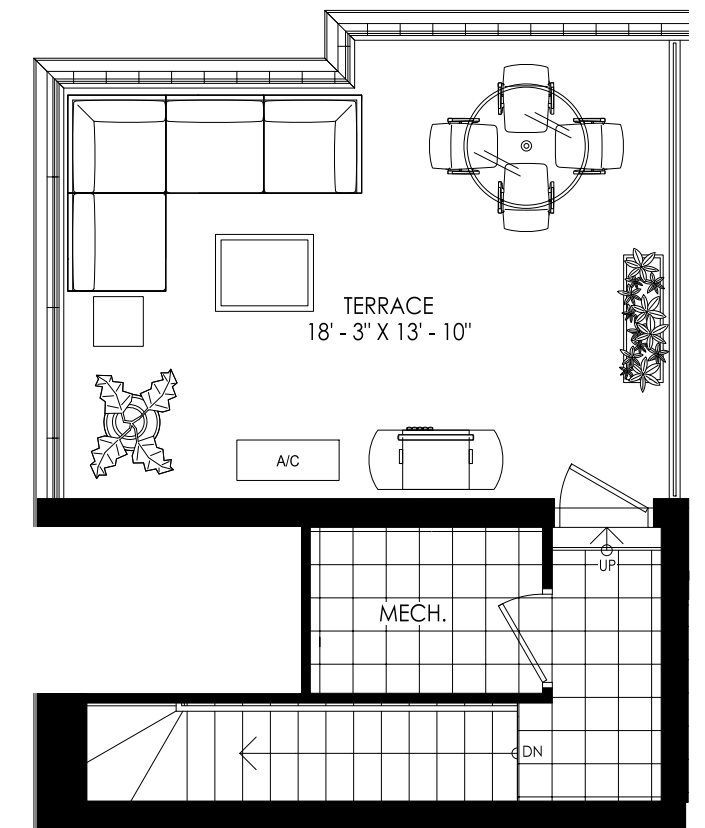 TERRACE
18' - 3" X 13' - 10"
A/C
UP
MECH.
DN